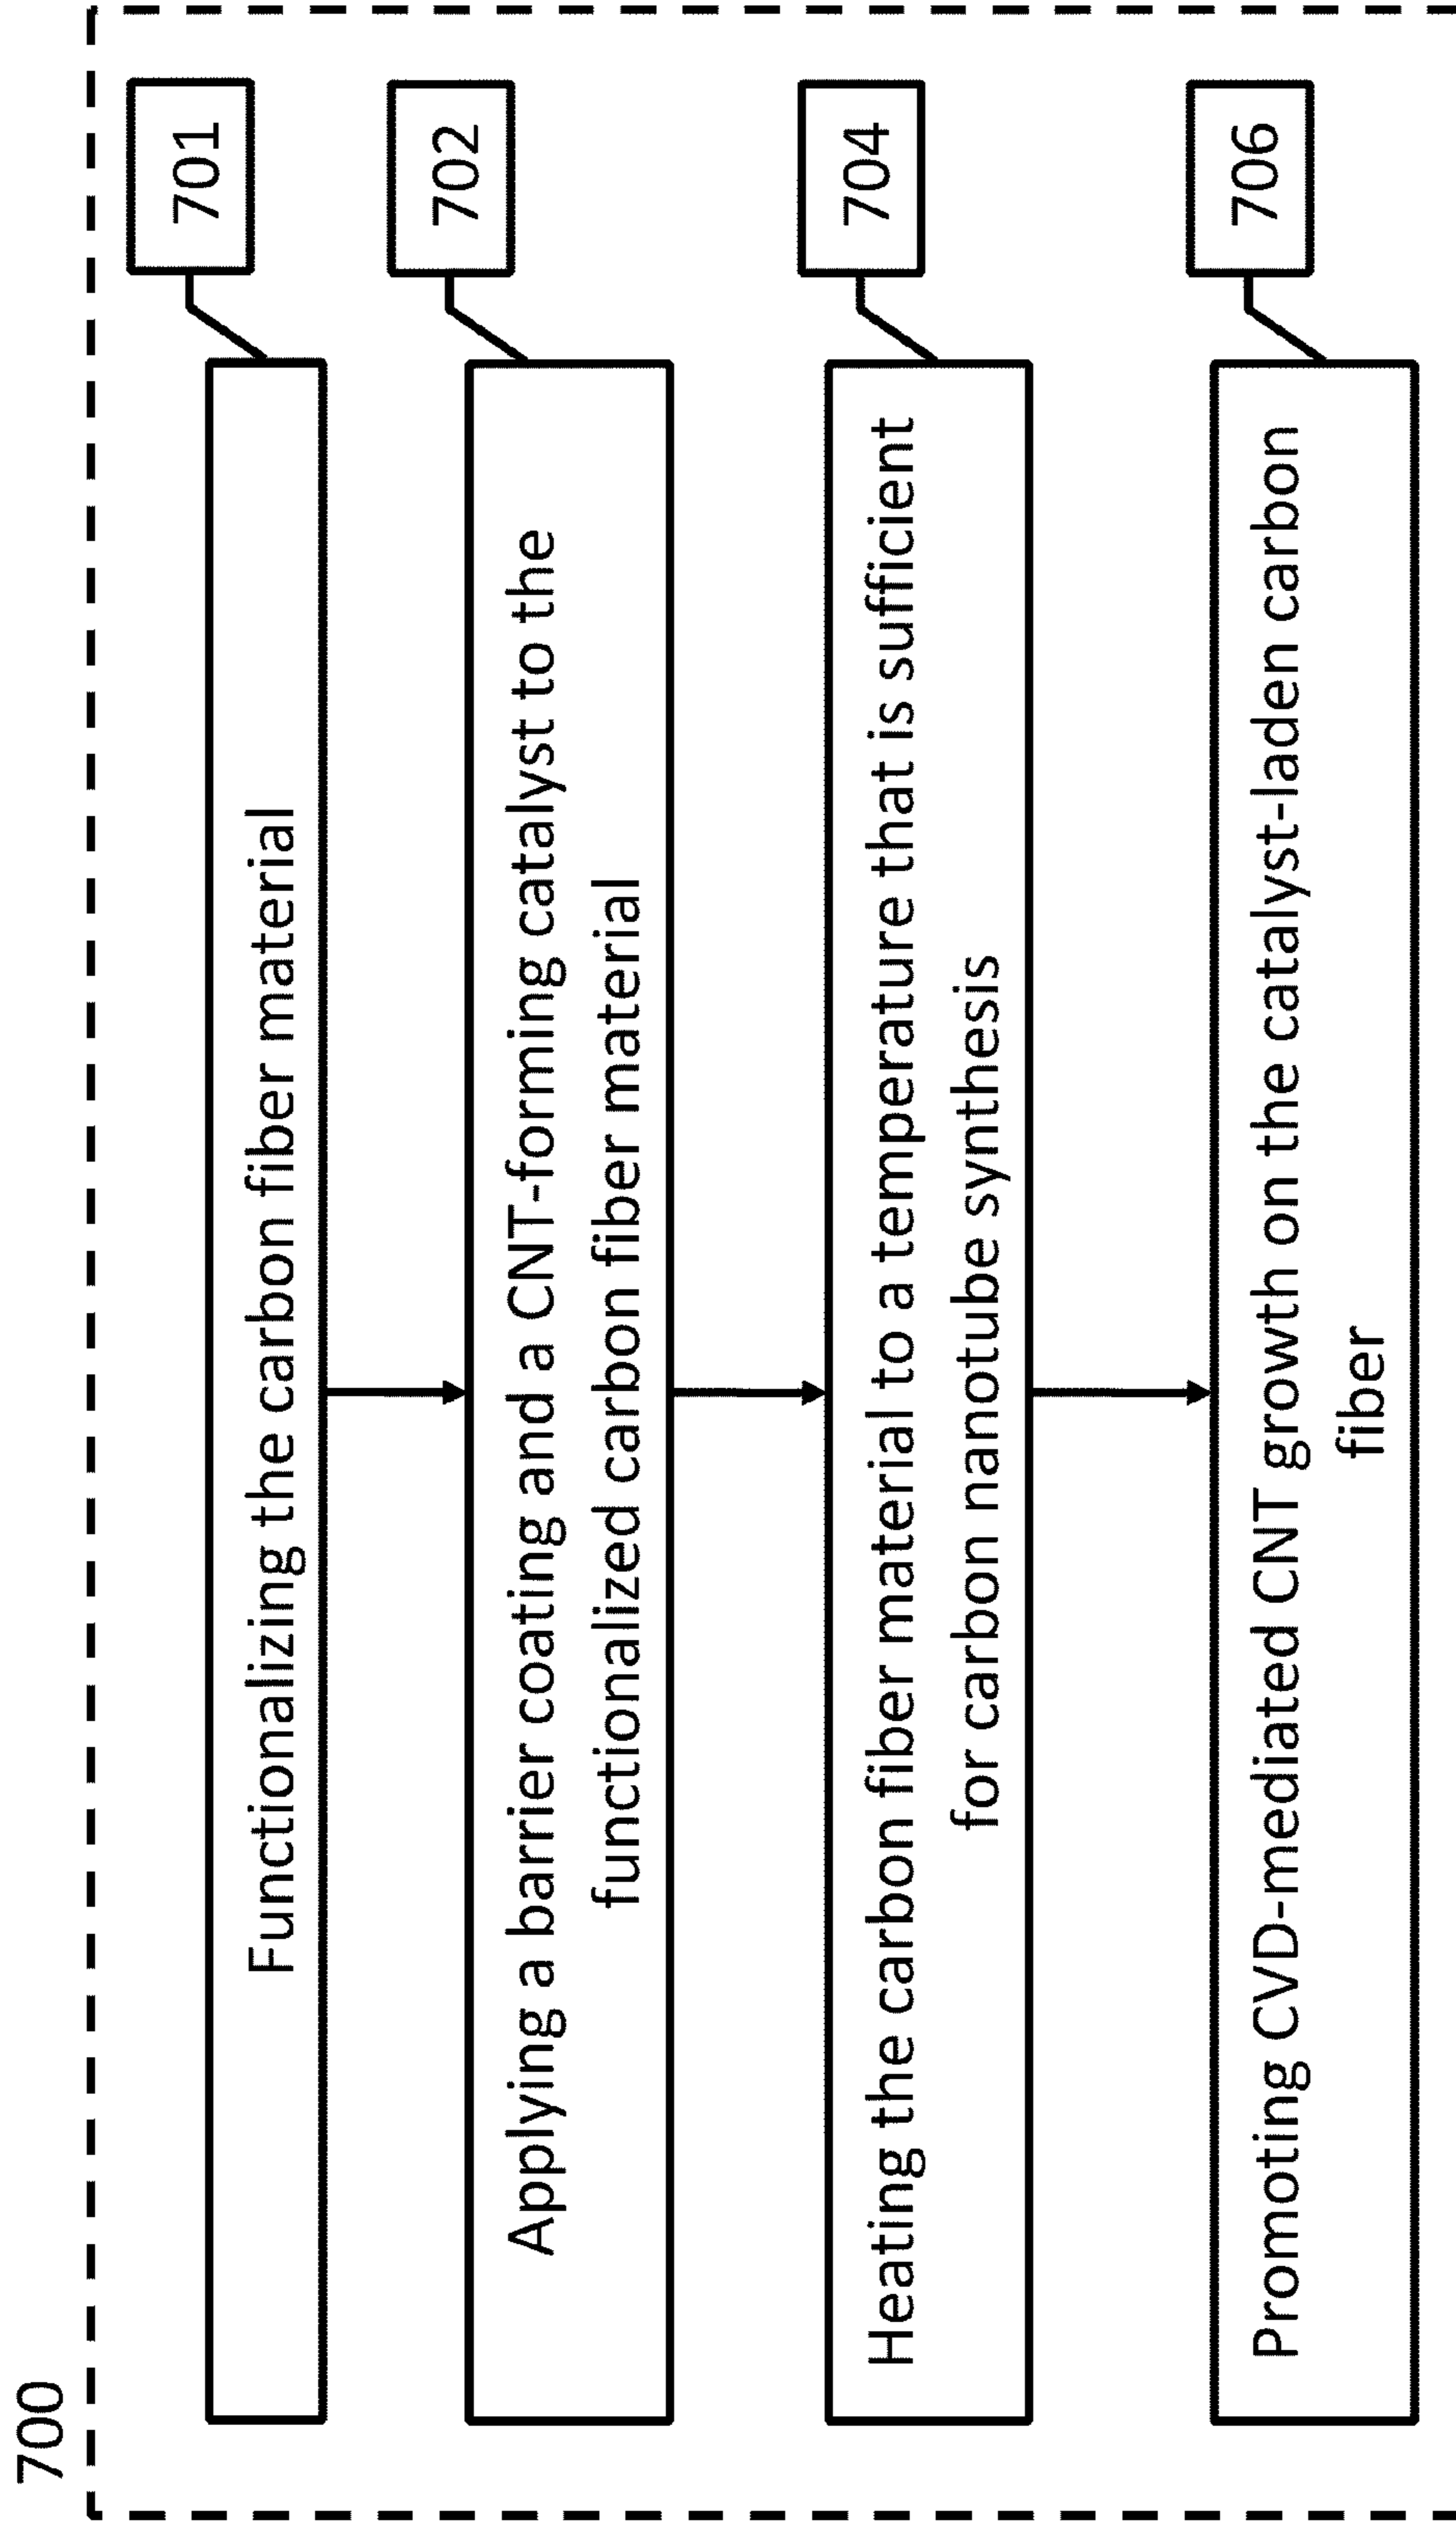 700
701
Functionalizing the carbon fiber material
702
Applying a barrier coating and a CNT-forming catalyst to the
functionalized carbon fiber material
704
Heating the carbon fiber material to a temperature that is sufficient
for carbon nanotube synthesis
706
Promoting CVD-mediated CNT growth on the catalyst-laden carbon
fiber